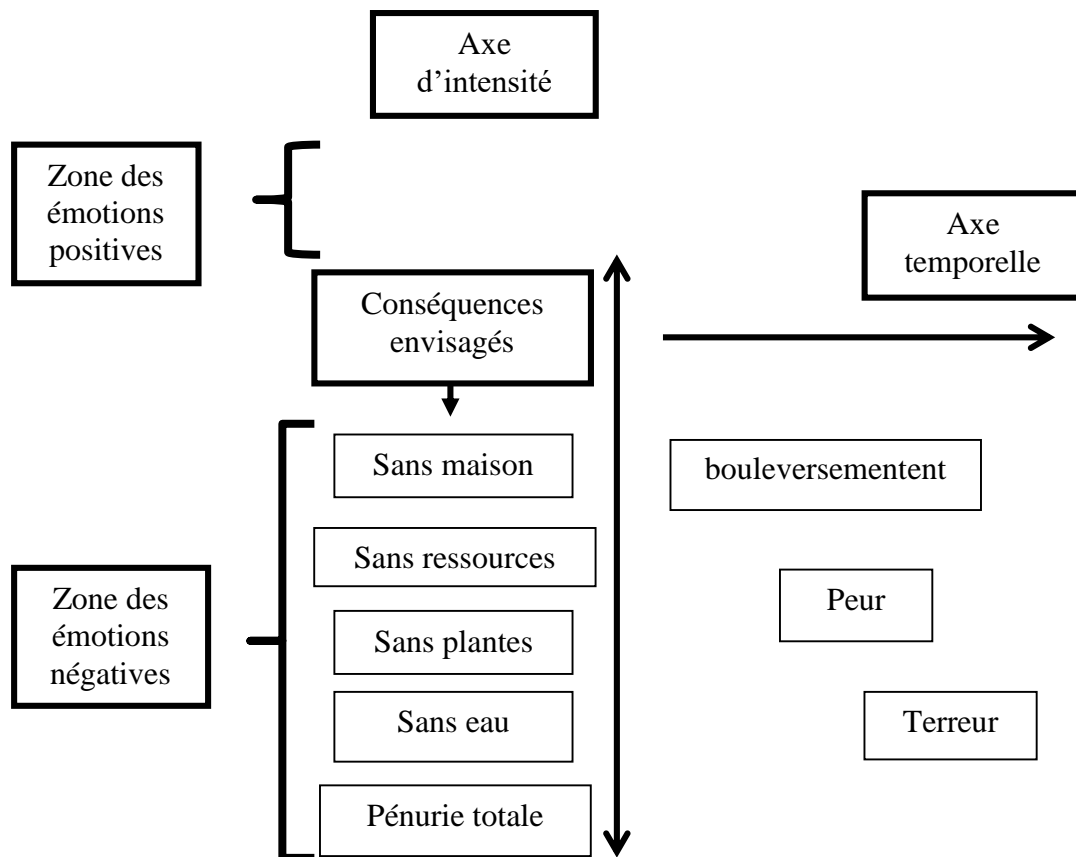 Axe
d’intensité
Zone des
émotions
positives
Axe
temporelle
Conséquences
envisagés
Sans maison
bouleversementent
Sans ressources
Zone des
émotions
négatives
Peur
Sans plantes
Sans eau
Terreur
Pénurie totale